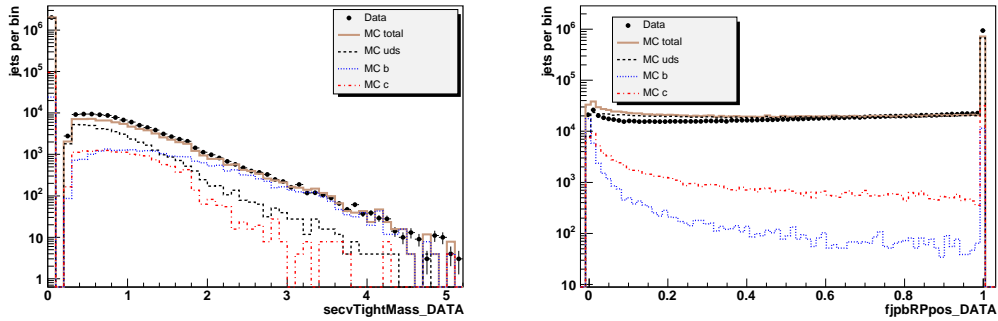 jets per bin
10^6
10^5
10^4
10^3
10^2
10
1
Data
MC total
MC uds
MC b
MC c
0 1 2 3 4 5
secvTightMass_DATA
jets per bin
10^6
10^5
10^4
10^3
10^2
10
Data
MC total
MC uds
MC b
MC c
0 0.2 0.4 0.6 0.8 1
fjpbRPpos_DATA